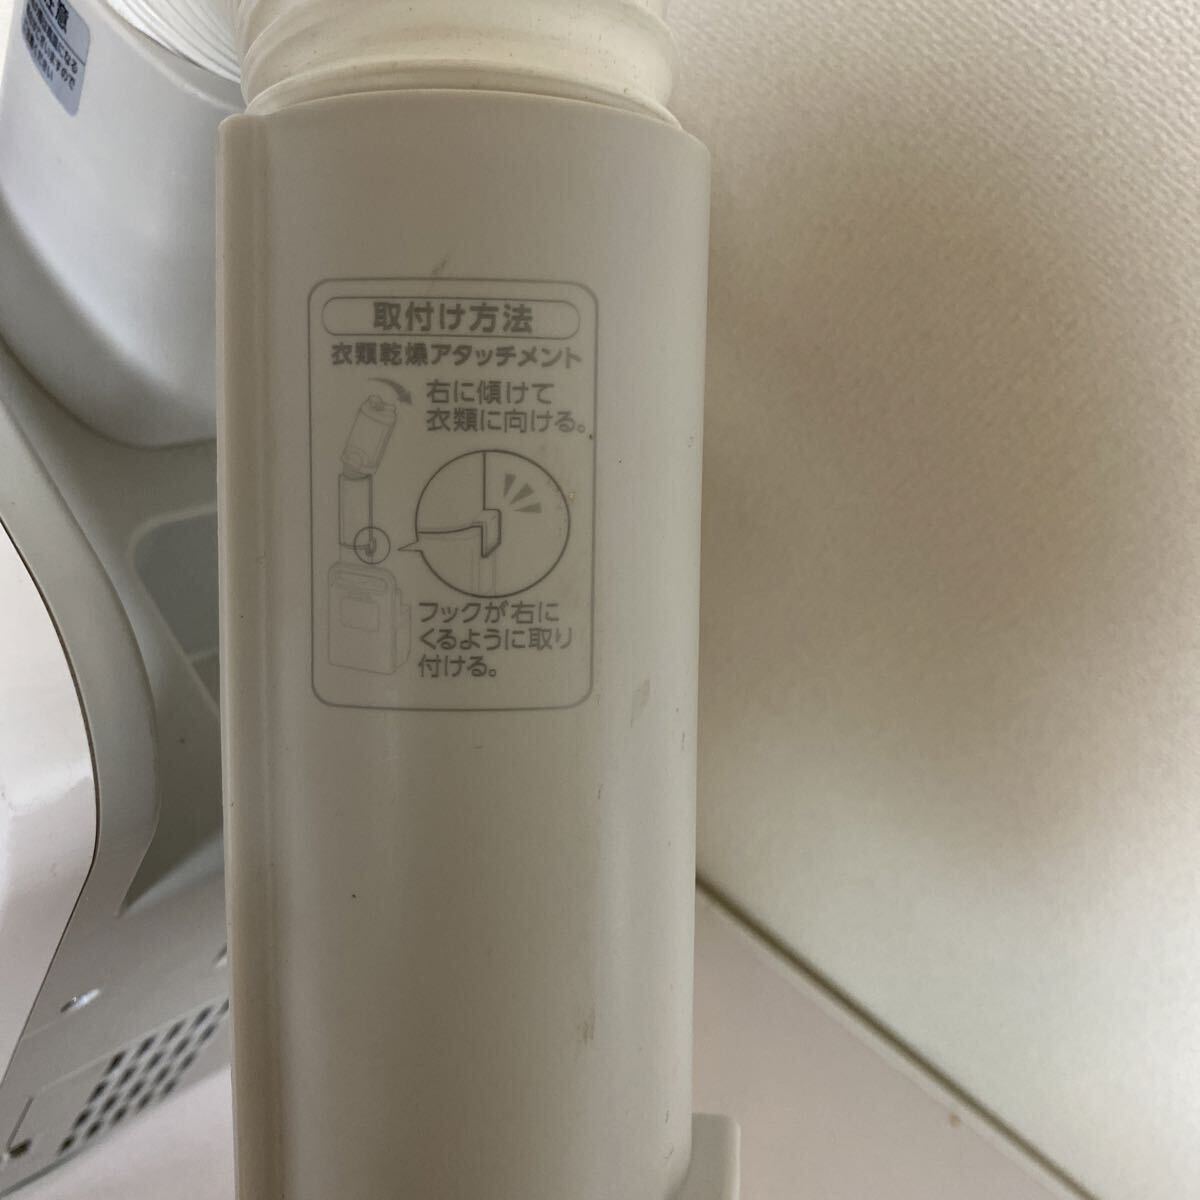 取付け方法
衣類乾燥アタッチメント
右に傾けて
衣類に向ける。
フックが右に
くるように取り
付ける。